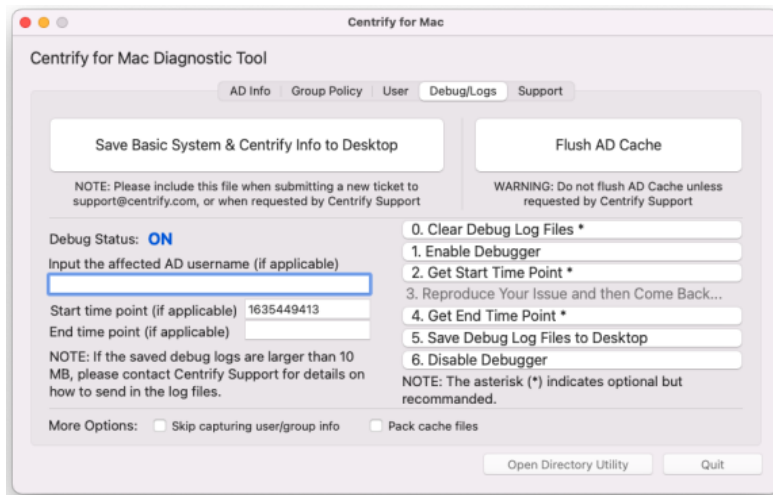 Centrify for Mac
Centrify for Mac Diagnostic Tool
AD Info Group Policy User Debug/Logs Support
Save Basic System & Centrify Info to Desktop
Flush AD Cache
NOTE: Please include this file when submitting a new ticket to
support@centrify.com, or when requested by Centrify Support
WARNING: Do not flush AD Cache unless
requested by Centrify Support
Debug Status: ON
Input the affected AD username (if applicable)
Start time point (if applicable) 1635449413
End time point (if applicable)
NOTE: If the saved debug logs are larger than 10
MB, please contact Centrify Support for details on
how to send in the log files.
0. Clear Debug Log Files *
1. Enable Debugger
2. Get Start Time Point *
3. Reproduce Your Issue and then Come Back...
4. Get End Time Point *
5. Save Debug Log Files to Desktop
6. Disable Debugger
NOTE: The asterisk (*) indicates optional but
recommanded.
More Options: Skip capturing user/group info Pack cache files
Open Directory Utility Quit